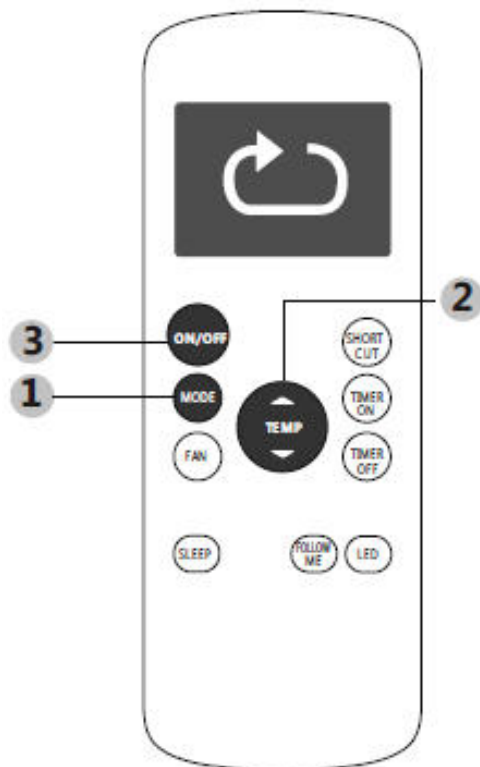 2
ON/OFF
3
SHORT
CUT
MODE
1
TIMER
ON
TEMP
FAN
TIMER
OFF
SLEEP
FOLLOW
ME
LED